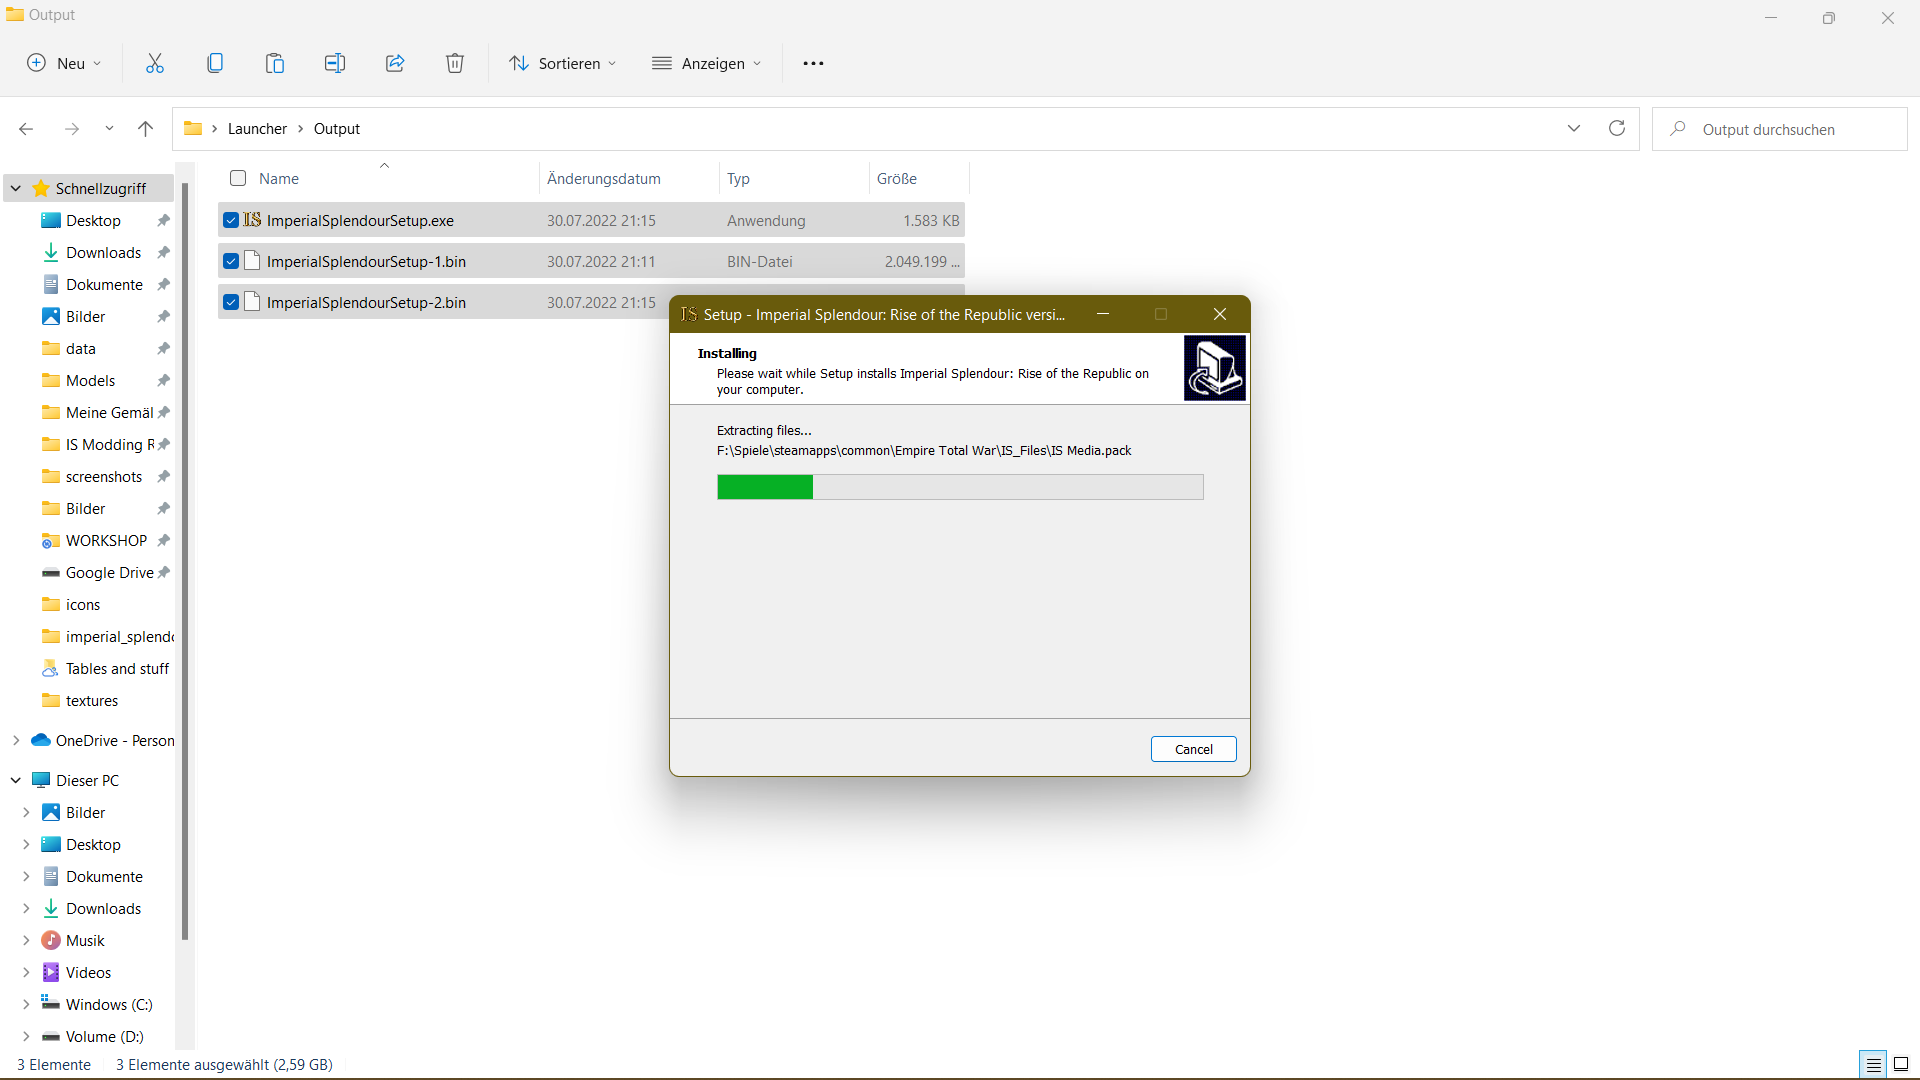 Output
Neu
Sortieren
Anzeigen
Launcher > Output
Output durchsuchen
Name Änderungsdatum Typ Größe
ImperialSplendourSetup.exe 30.07.2022 21:15 Anwendung 1.583 KB
ImperialSplendourSetup-1.bin 30.07.2022 21:11 BIN-Datei 2.049.199 ...
ImperialSplendourSetup-2.bin 30.07.2022 21:15
Schnellzugriff
Desktop
Downloads
Dokumente
Bilder
data
Models
Meine Gemäl
IS Modding R
screenshots
Bilder
WORKSHOP
Google Drive
icons
imperial_splend
Tables and stuff
textures
OneDrive - Person
Dieser PC
Bilder
Desktop
Dokumente
Downloads
Musik
Videos
Windows (C:)
Volume (D:)
IS Setup - Imperial Splendour: Rise of the Republic versi...
Installing
Please wait while Setup installs Imperial Splendour: Rise of the Republic on
your computer.
Extracting files...
F:\Spiele\steamapps\common\Empire Total War\IS_Files\IS Media.pack
Cancel
3 Elemente 3 Elemente ausgewählt (2,59 GB)